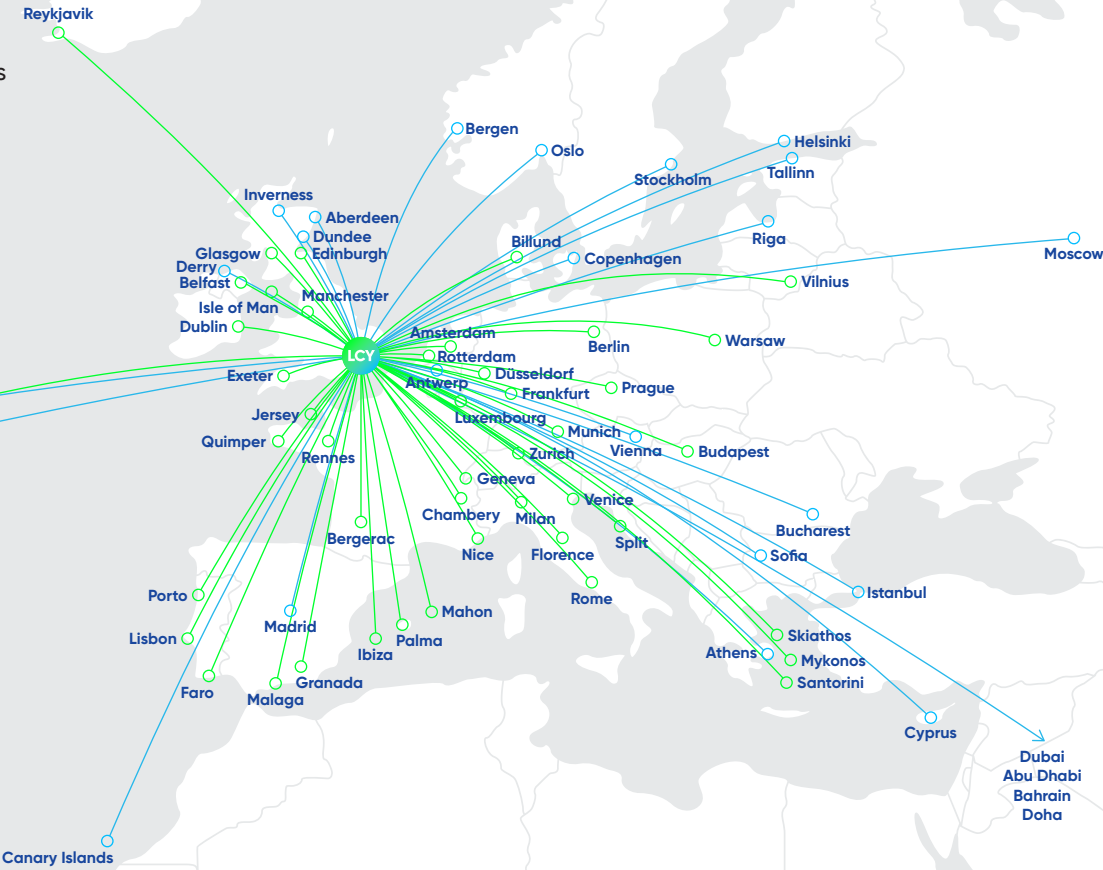 Reykjavik
s
Bergen
Oslo
Helsinki
Tallinn
Stockholm
Inverness
Aberdeen
Dundee
Riga
Billund
Moscow
Glasgow
Edinburgh
Copenhagen
Derry
Belfast
Vilnius
Manchester
Isle of Man
Dublin
Amsterdam
Warsaw
Berlin
LCY
Rotterdam
Exeter
Düsseldorf
Antwerp
Prague
Frankfurt
Jersey
Luxembourg
Munich
Quimper
Vienna
Budapest
Zurich
Rennes
Geneva
Venice
Chambery
Milan
Bucharest
Bergerac
Split
Nice
Florence
Sofia
Istanbul
Porto
Rome
Mahon
Madrid
Lisbon
Palma
Skiathos
Ibiza
Athens
Mykonos
Granada
Santorini
Faro
Malaga
Cyprus
Dubai
Abu Dhabi
Bahrain
Doha
Canary Islands